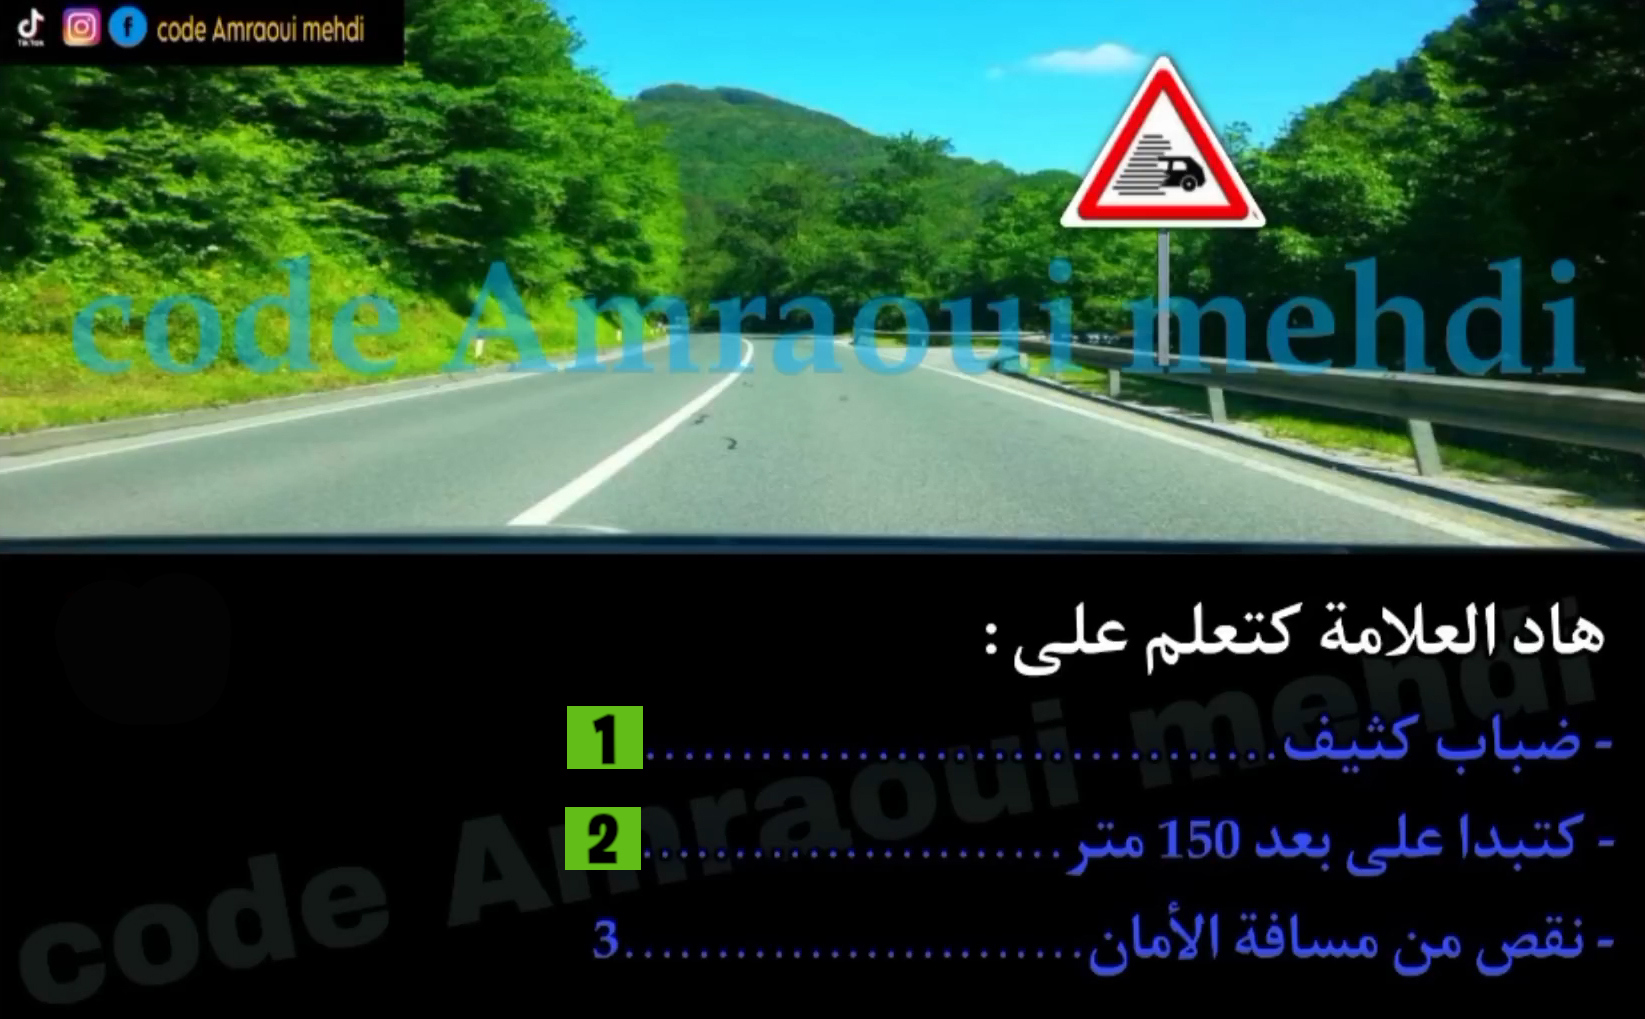 code Amraoui mehdi
code Amraoui mehdi
هاد العلامة كتعلم على :
- ضباب كثيف.................................1
- كتبدا على بعد 150 متر.......................2
- نقص من مسافة الأمان........................3
code Amraoui mehdi